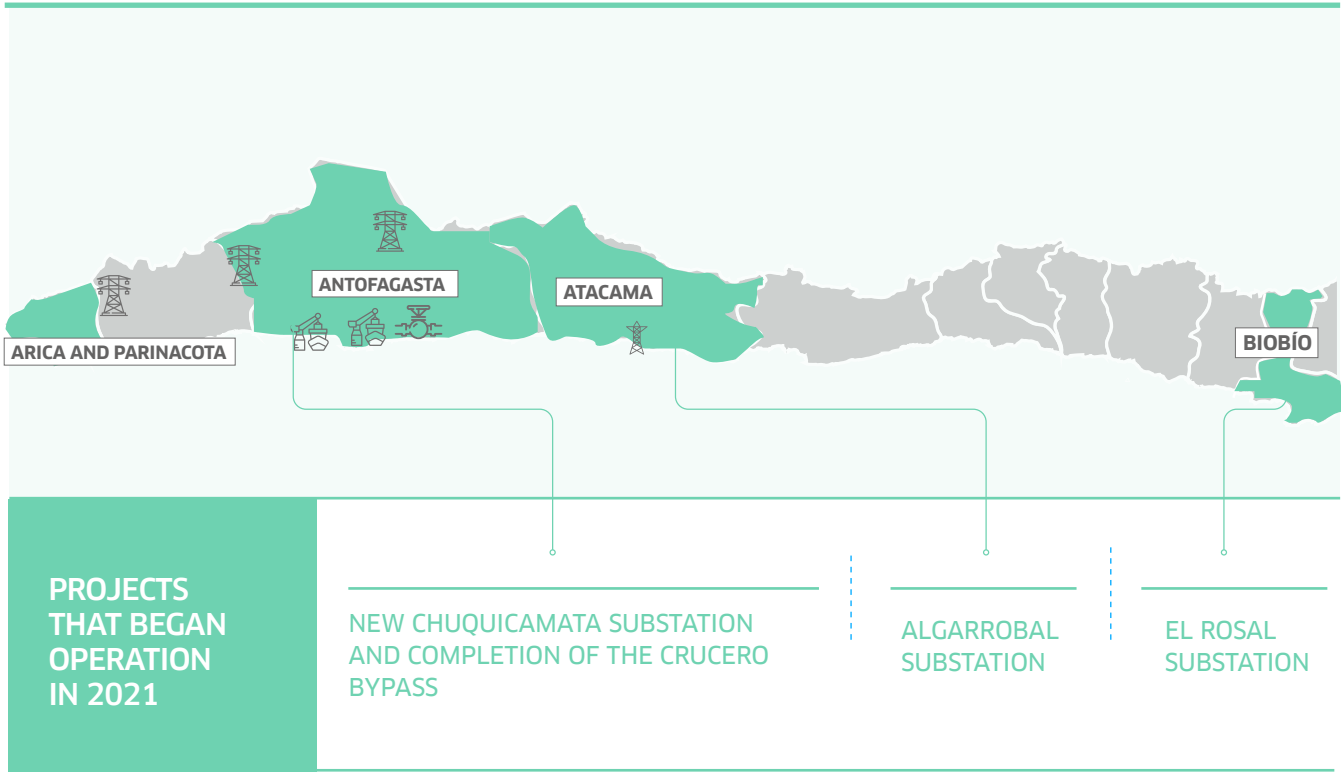 ANTOFAGASTA
ATACAMA
ARICA AND PARINACOTA
BIOBÍO
PROJECTS
THAT BEGAN
OPERATION
IN 2021
NEW CHUQUICAMATA SUBSTATION
AND COMPLETION OF THE CRUCERO
BYPASS
ALGARROBAL
SUBSTATION
EL ROSAL
SUBSTATION